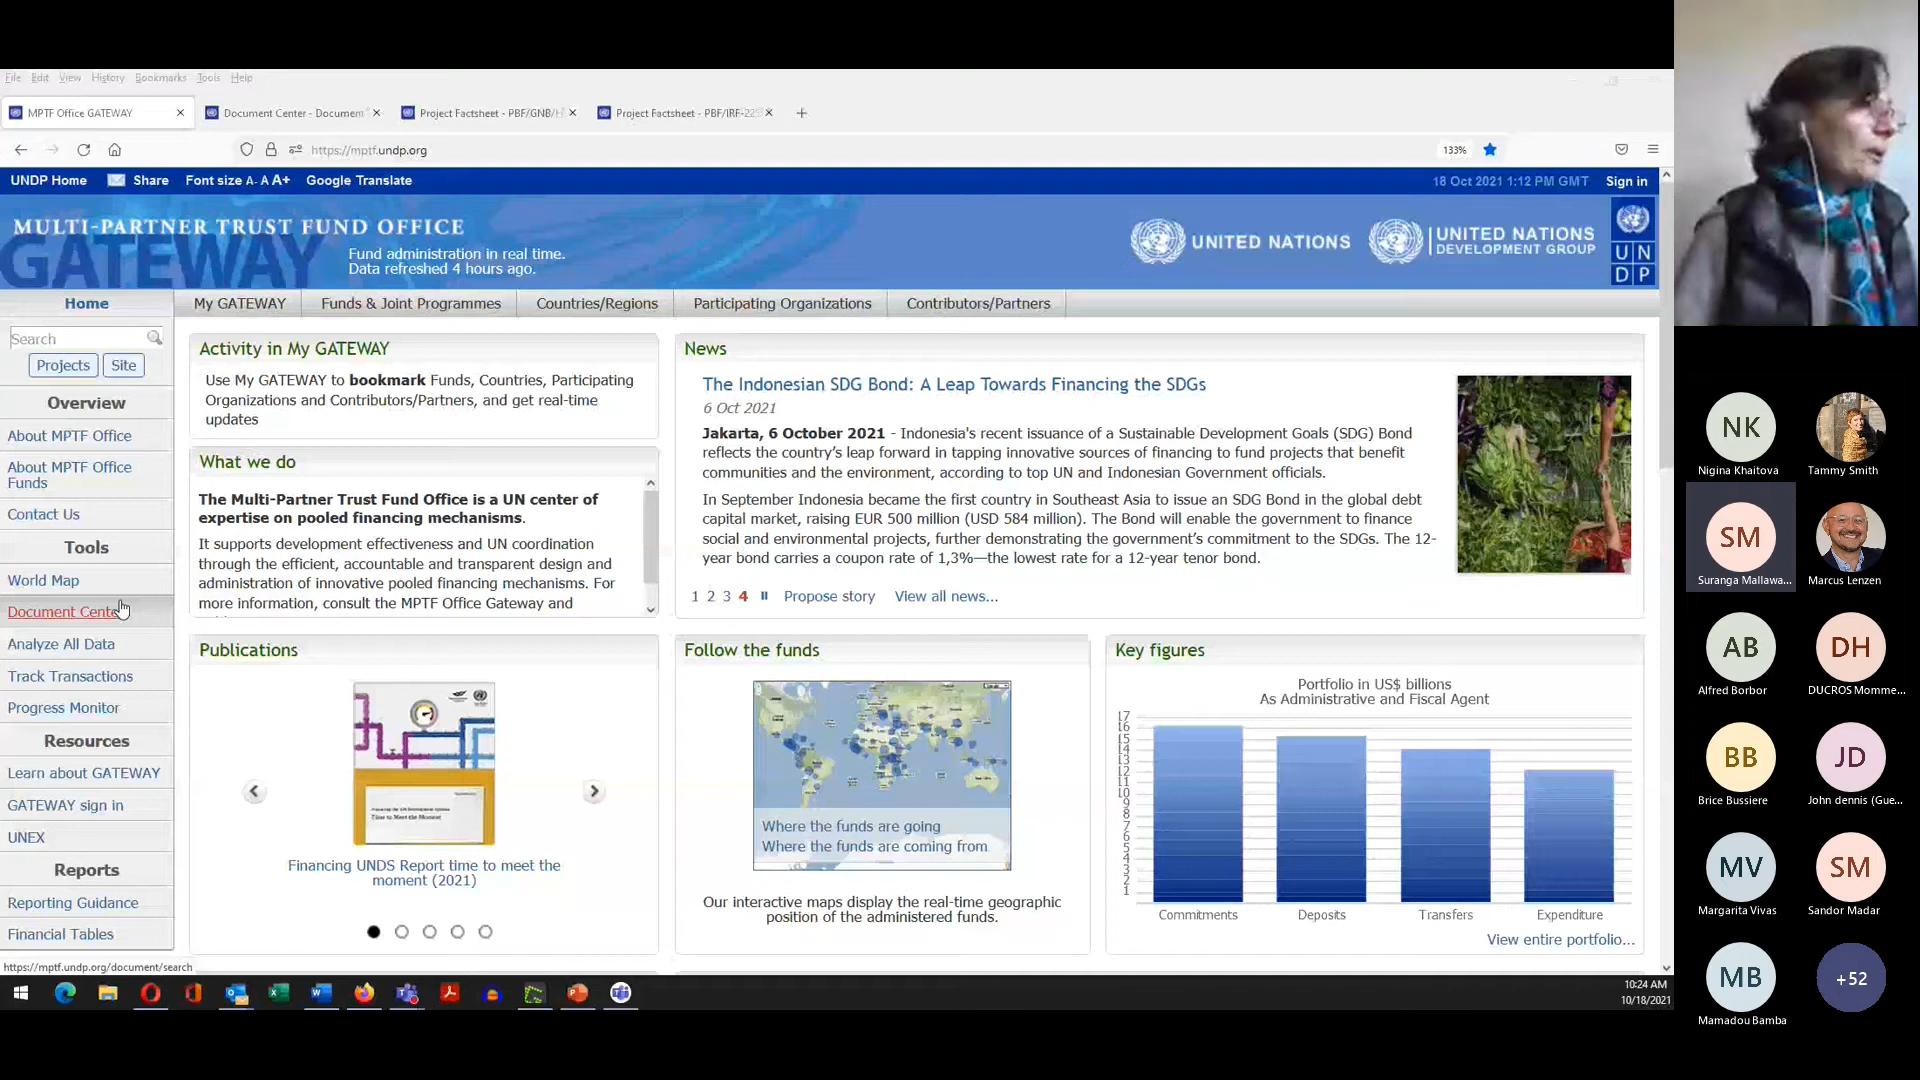 File Edit View History Bookmarks Tools Help
MPTF Office GATEWAY
Document Center - Document
Project Factsheet - PBF/GNB/
Project Factsheet - PBF/IRF-225
https://mptf.undp.org
133%
UNDP Home Share Font size A- A A+ Google Translate
18 Oct 2021 1:12 PM GMT Sign in
MULTI-PARTNER TRUST FUND OFFICE
GATEWAY
Fund administration in real time.
Data refreshed 4 hours ago.
UNITED NATIONS
UNITED NATIONS
DEVELOPMENT GROUP
U N
D P
Home
My GATEWAY Funds & Joint Programmes Countries/Regions Participating Organizations Contributors/Partners
Search
Projects Site
Overview
About MPTF Office
About MPTF Office
Funds
Contact Us
Tools
World Map
Document Cente
Analyze All Data
Track Transactions
Progress Monitor
Resources
Learn about GATEWAY
GATEWAY sign in
UNEX
Reports
Reporting Guidance
Financial Tables
https://mptf.undp.org/document/search
Activity in My GATEWAY
Use My GATEWAY to bookmark Funds, Countries, Participating
Organizations and Contributors/Partners, and get real-time
updates
What we do
The Multi-Partner Trust Fund Office is a UN center of
expertise on pooled financing mechanisms.
It supports development effectiveness and UN coordination
through the efficient, accountable and transparent design and
administration of innovative pooled financing mechanisms. For
more information, consult the MPTF Office Gateway and
News
The Indonesian SDG Bond: A Leap Towards Financing the SDGs
6 Oct 2021
Jakarta, 6 October 2021 - Indonesia's recent issuance of a Sustainable Development Goals (SDG) Bond
reflects the country's leap forward in tapping innovative sources of financing to fund projects that benefit
communities and the environment, according to top UN and Indonesian Government officials.
In September Indonesia became the first country in Southeast Asia to issue an SDG Bond in the global debt
capital market, raising EUR 500 million (USD 584 million). The Bond will enable the government to finance
social and environmental projects, further demonstrating the government's commitment to the SDGs. The 12-
year bond carries a coupon rate of 1,3%—the lowest rate for a 12-year tenor bond.
1 2 3 4 Propose story View all news...
Publications
Financing UNDS Report time to meet the
moment (2021)
Follow the funds
Where the funds are going
Where the funds are coming from
Our interactive maps display the real-time geographic
position of the administered funds.
Key figures
Portfolio in US$ billions
As Administrative and Fiscal Agent
17
16
15
14
13
12
11
10
9
8
7
6
5
4
3
2
1
Commitments Deposits Transfers Expenditure
View entire portfolio...
10:24 AM
10/18/2021
NK
Nigina Khaitova
Tammy Smith
SM
Suranga Mallawa...
Marcus Lenzen
AB
Alfred Borbor
DH
DUCROS Momme...
BB
Brice Bussiere
JD
John dennis (Gue...
MV
Margarita Vivas
SM
Sandor Madar
MB
Mamadou Bamba
+52